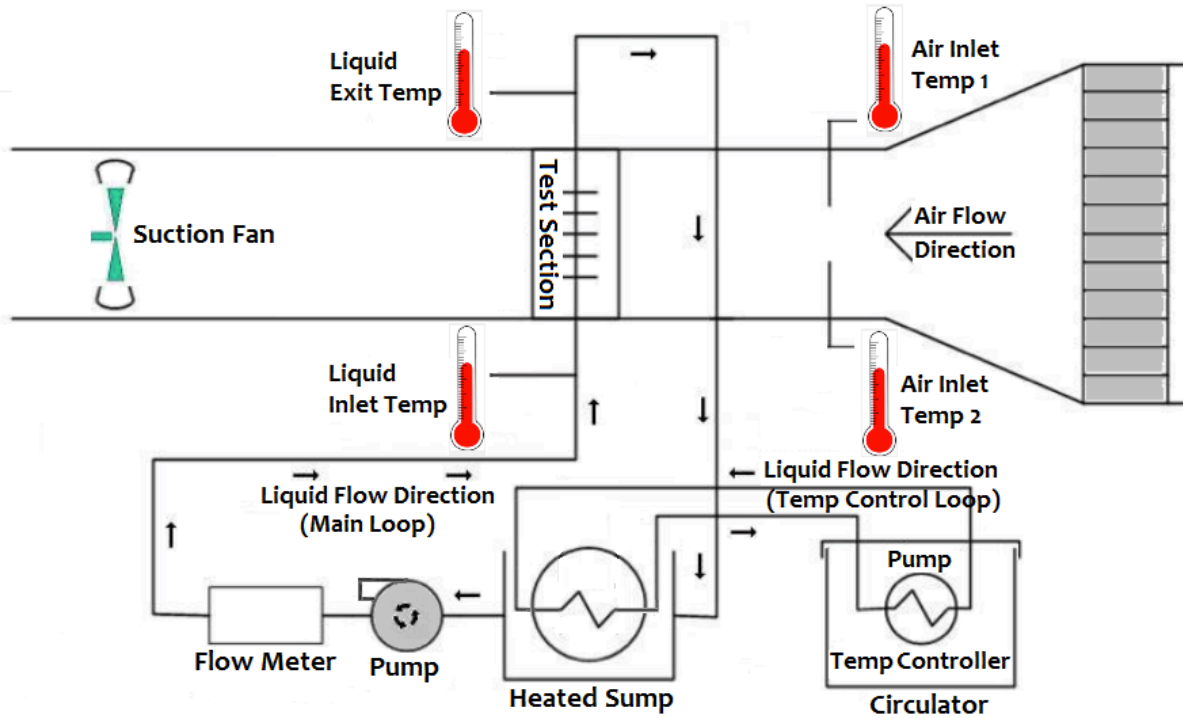 Liquid
Exit Temp
Air Inlet
Temp 1
Test Section
Suction Fan
Air Flow
Direction
Liquid
Inlet Temp
Air Inlet
Temp 2
Liquid Flow Direction
(Main Loop)
Liquid Flow Direction
(Temp Control Loop)
Pump
Flow Meter
Pump
Temp Controller
Heated Sump
Circulator